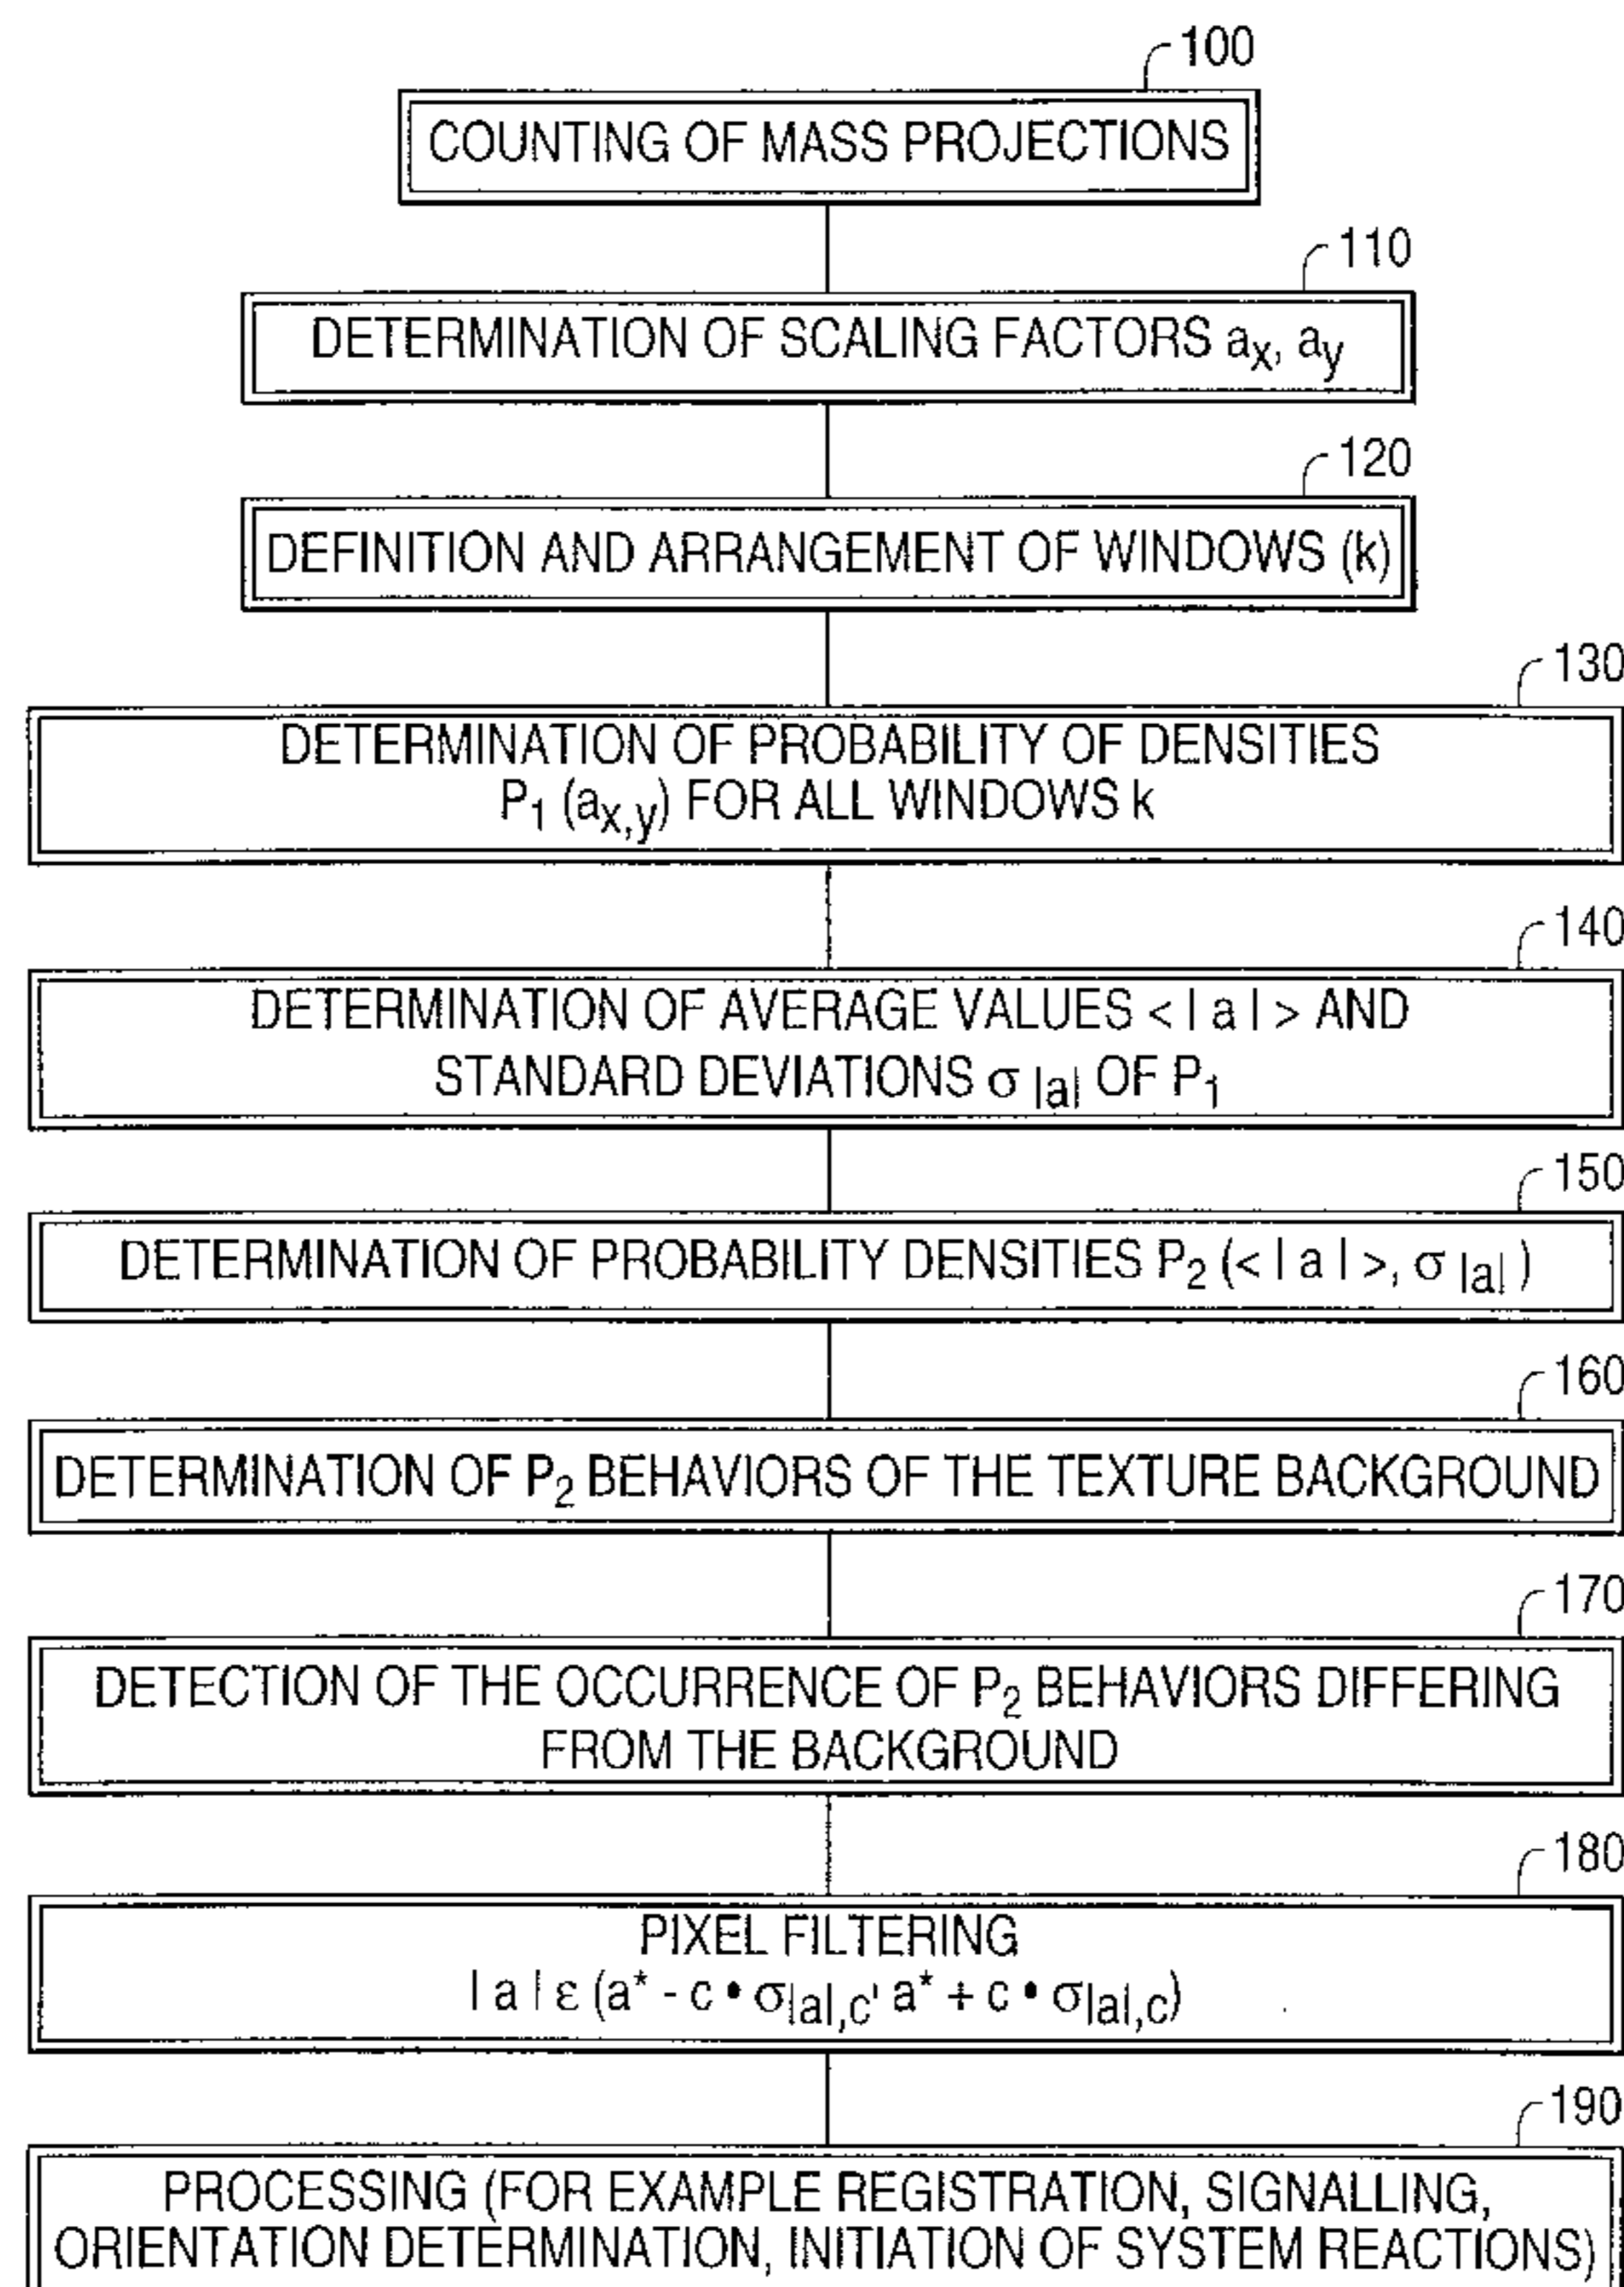 100
COUNTING OF MASS PROJECTIONS
110
DETERMINATION OF SCALING FACTORS aₓ, a_y
120
DEFINITION AND ARRANGEMENT OF WINDOWS (k)
130
DETERMINATION OF PROBABILITY OF DENSITIES
P₁ (a_x,y) FOR ALL WINDOWS k
140
DETERMINATION OF AVERAGE VALUES < | a | > AND
STANDARD DEVIATIONS σ |a| OF P₁
150
DETERMINATION OF PROBABILITY DENSITIES P₂ (< | a | >, σ |a| )
160
DETERMINATION OF P₂ BEHAVIORS OF THE TEXTURE BACKGROUND
170
DETECTION OF THE OCCURRENCE OF P₂ BEHAVIORS DIFFERING
FROM THE BACKGROUND
180
PIXEL FILTERING
| a | ε (a* - c • σ|a|,c' a* + c • σ|a|,c)
190
PROCESSING (FOR EXAMPLE REGISTRATION, SIGNALLING,
ORIENTATION DETERMINATION, INITIATION OF SYSTEM REACTIONS)